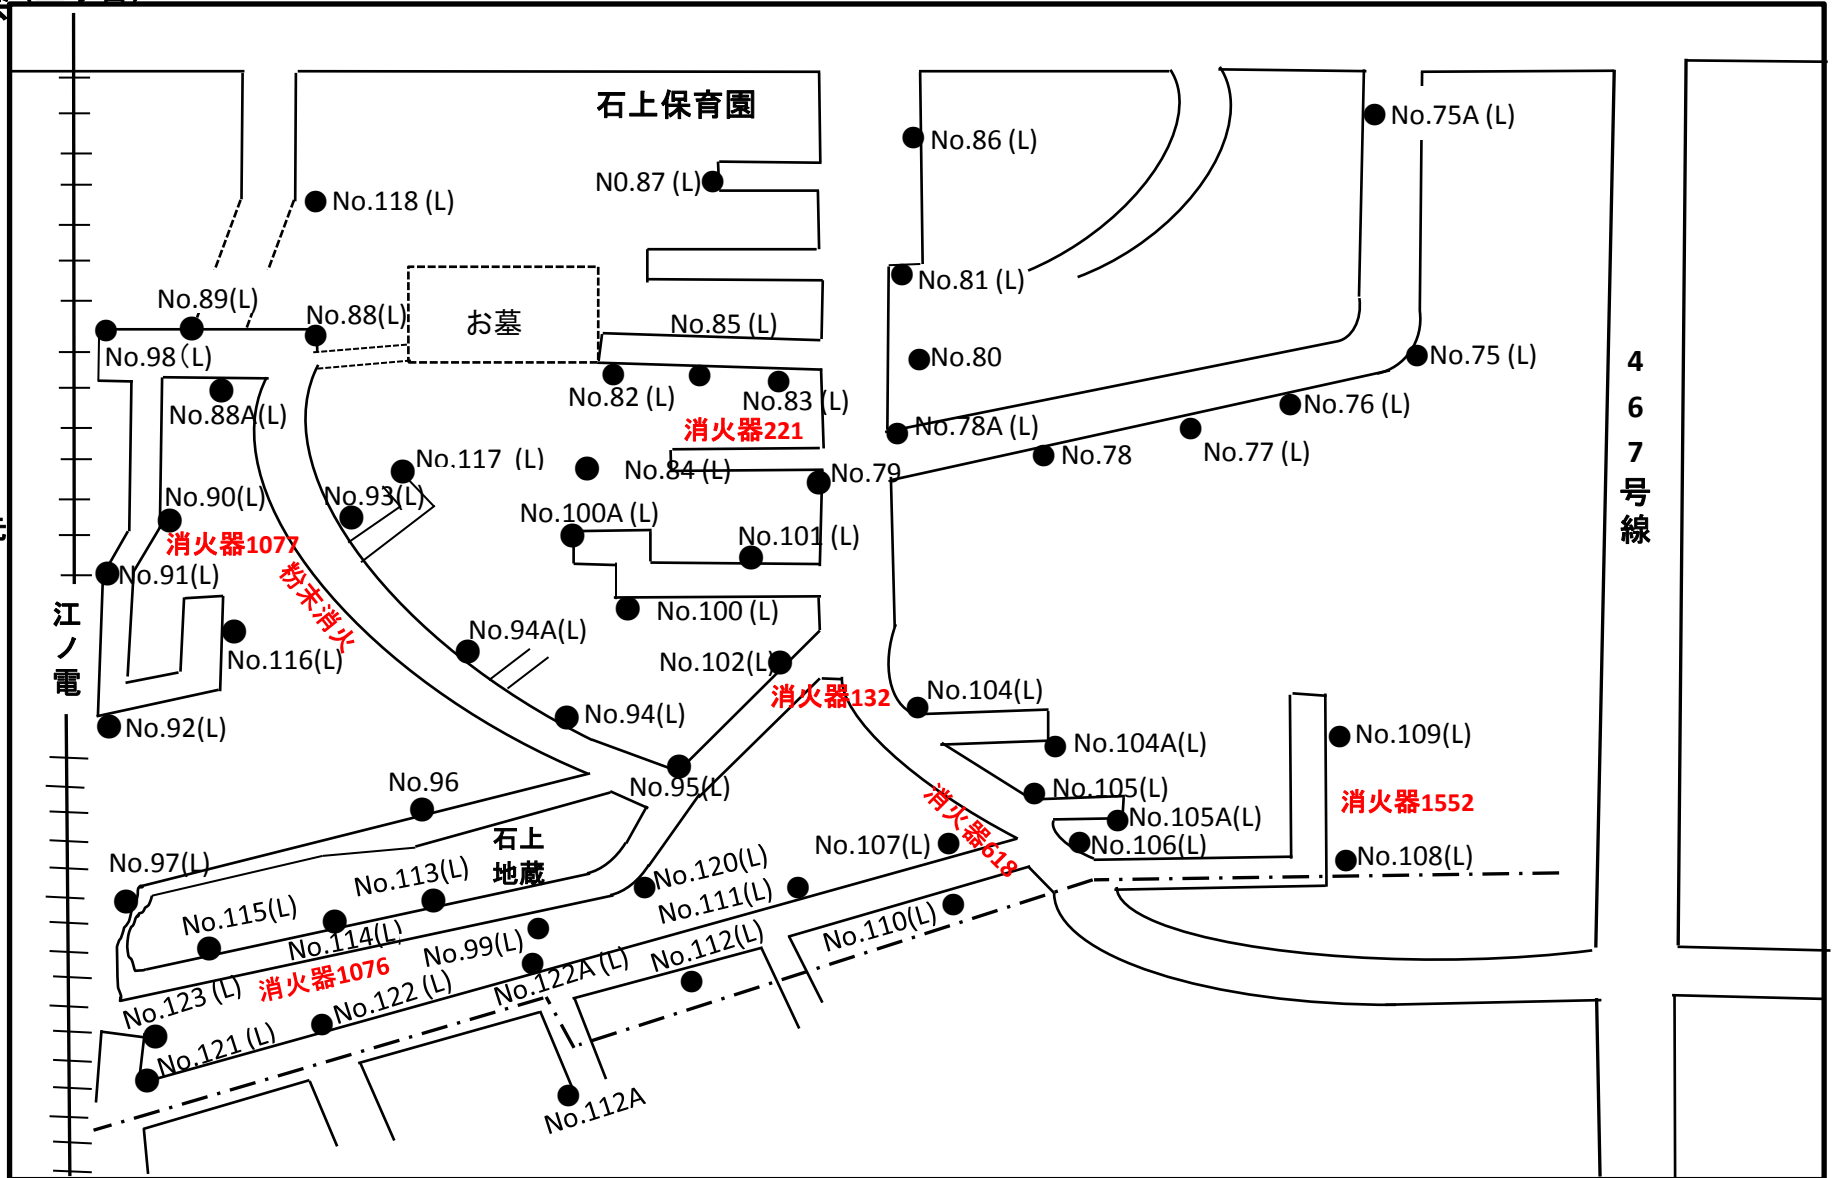 石上保育園
No.75A (L)
No.86 (L)
N0.87 (L)
No.118 (L)
No.81 (L)
No.89(L)
No.88(L)
お墓
No.85 (L)
No.98 (L)
No.80
No.75 (L)
No.88A(L)
No.82 (L)
No.83 (L)
消火器221
No.78A (L)
No.76 (L)
No.77 (L)
No.78
467号線
No.117 (L)
No.84 (L)
No.79
No.90(L)
No.93(L)
No.100A (L)
No.101 (L)
消火器1077
No.91(L)
粉末消火
No.100 (L)
江ノ電
No.116(L)
No.94A(L)
No.102(L)
消火器132
No.104(L)
No.92(L)
No.94(L)
No.104A(L)
No.109(L)
No.96
No.95(L)
No.105(L)
消火器1552
No.105A(L)
消火器618
石上
地蔵
No.107(L)
No.106(L)
No.108(L)
No.97(L)
No.113(L)
No.120(L)
No.111(L)
No.115(L)
No.114(L)
No.99(L)
No.112(L)
No.110(L)
消火器1076
No.122A (L)
No.123 (L)
No.122 (L)
No.121 (L)
No.112A